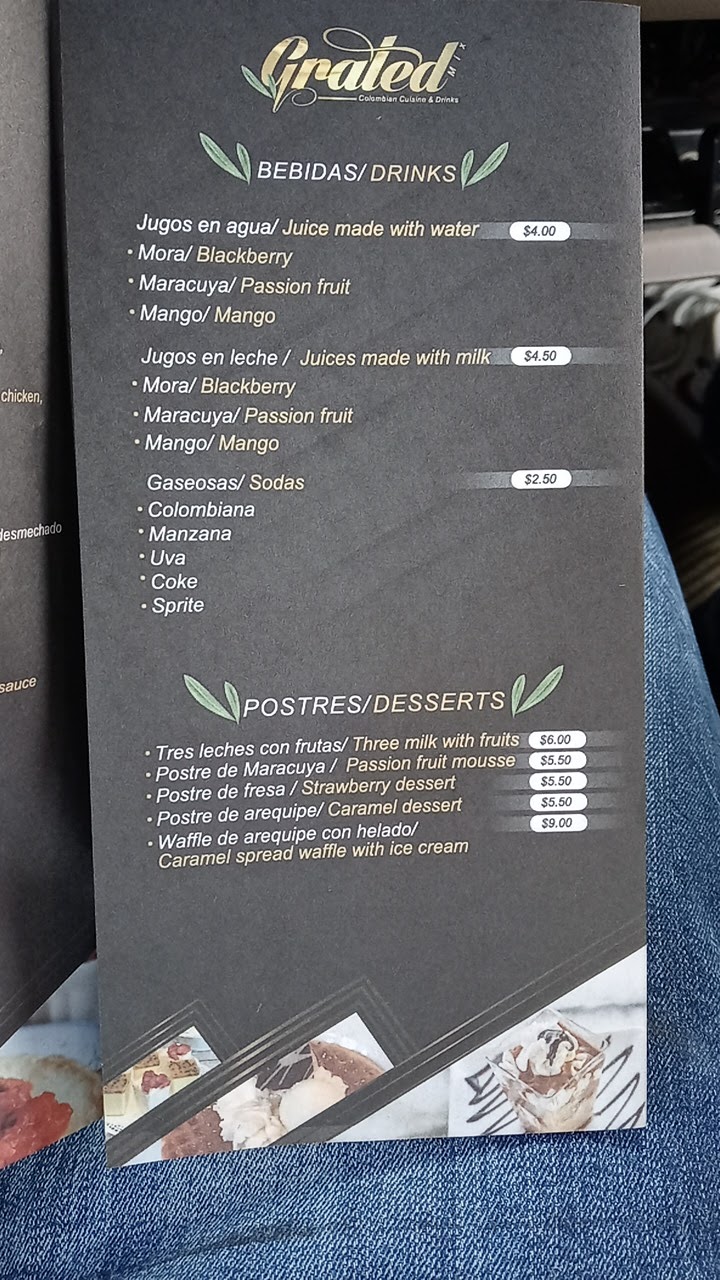 Grated MIX
Colombian Cuisine & Drinks
BEBIDAS/ DRINKS
Jugos en agua/ Juice made with water $4.00
• Mora/ Blackberry
• Maracuya/ Passion fruit
• Mango/ Mango
Jugos en leche / Juices made with milk $4.50
• Mora/ Blackberry
• Maracuya/ Passion fruit
• Mango/ Mango
Gaseosas/ Sodas $2.50
• Colombiana
• Manzana
• Uva
• Coke
• Sprite
POSTRES/DESSERTS
• Tres leches con frutas/ Three milk with fruits $6.00
• Postre de Maracuya / Passion fruit mousse $5.50
• Postre de fresa / Strawberry dessert $5.50
• Postre de arequipe/ Caramel dessert $5.50
• Waffle de arequipe con helado/ $9.00
Caramel spread waffle with ice cream
chicken,
desmechado
sauce